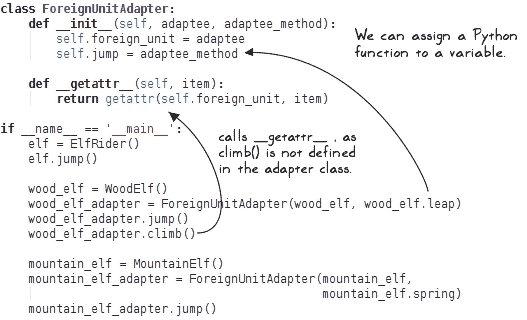 class ForeignUnitAdapter:
    def __init__(self, adaptee, adaptee_method):
        self.foreign_unit = adaptee
        self.jump = adaptee_method
We can assign a Python
function to a variable.
    def __getattr__(self, item):
        return getattr(self.foreign_unit, item)
calls __getattr__ , as
climb() is not defined
in the adapter class.
if __name__ == '__main__':
    elf = ElfRider()
    elf.jump()
    wood_elf = WoodElf()
    wood_elf_adapter = ForeignUnitAdapter(wood_elf, wood_elf.leap)
    wood_elf_adapter.jump()
    wood_elf_adapter.climb()
    mountain_elf = MountainElf()
    mountain_elf_adapter = ForeignUnitAdapter(mountain_elf,
                                              mountain_elf.spring)
    mountain_elf_adapter.jump()